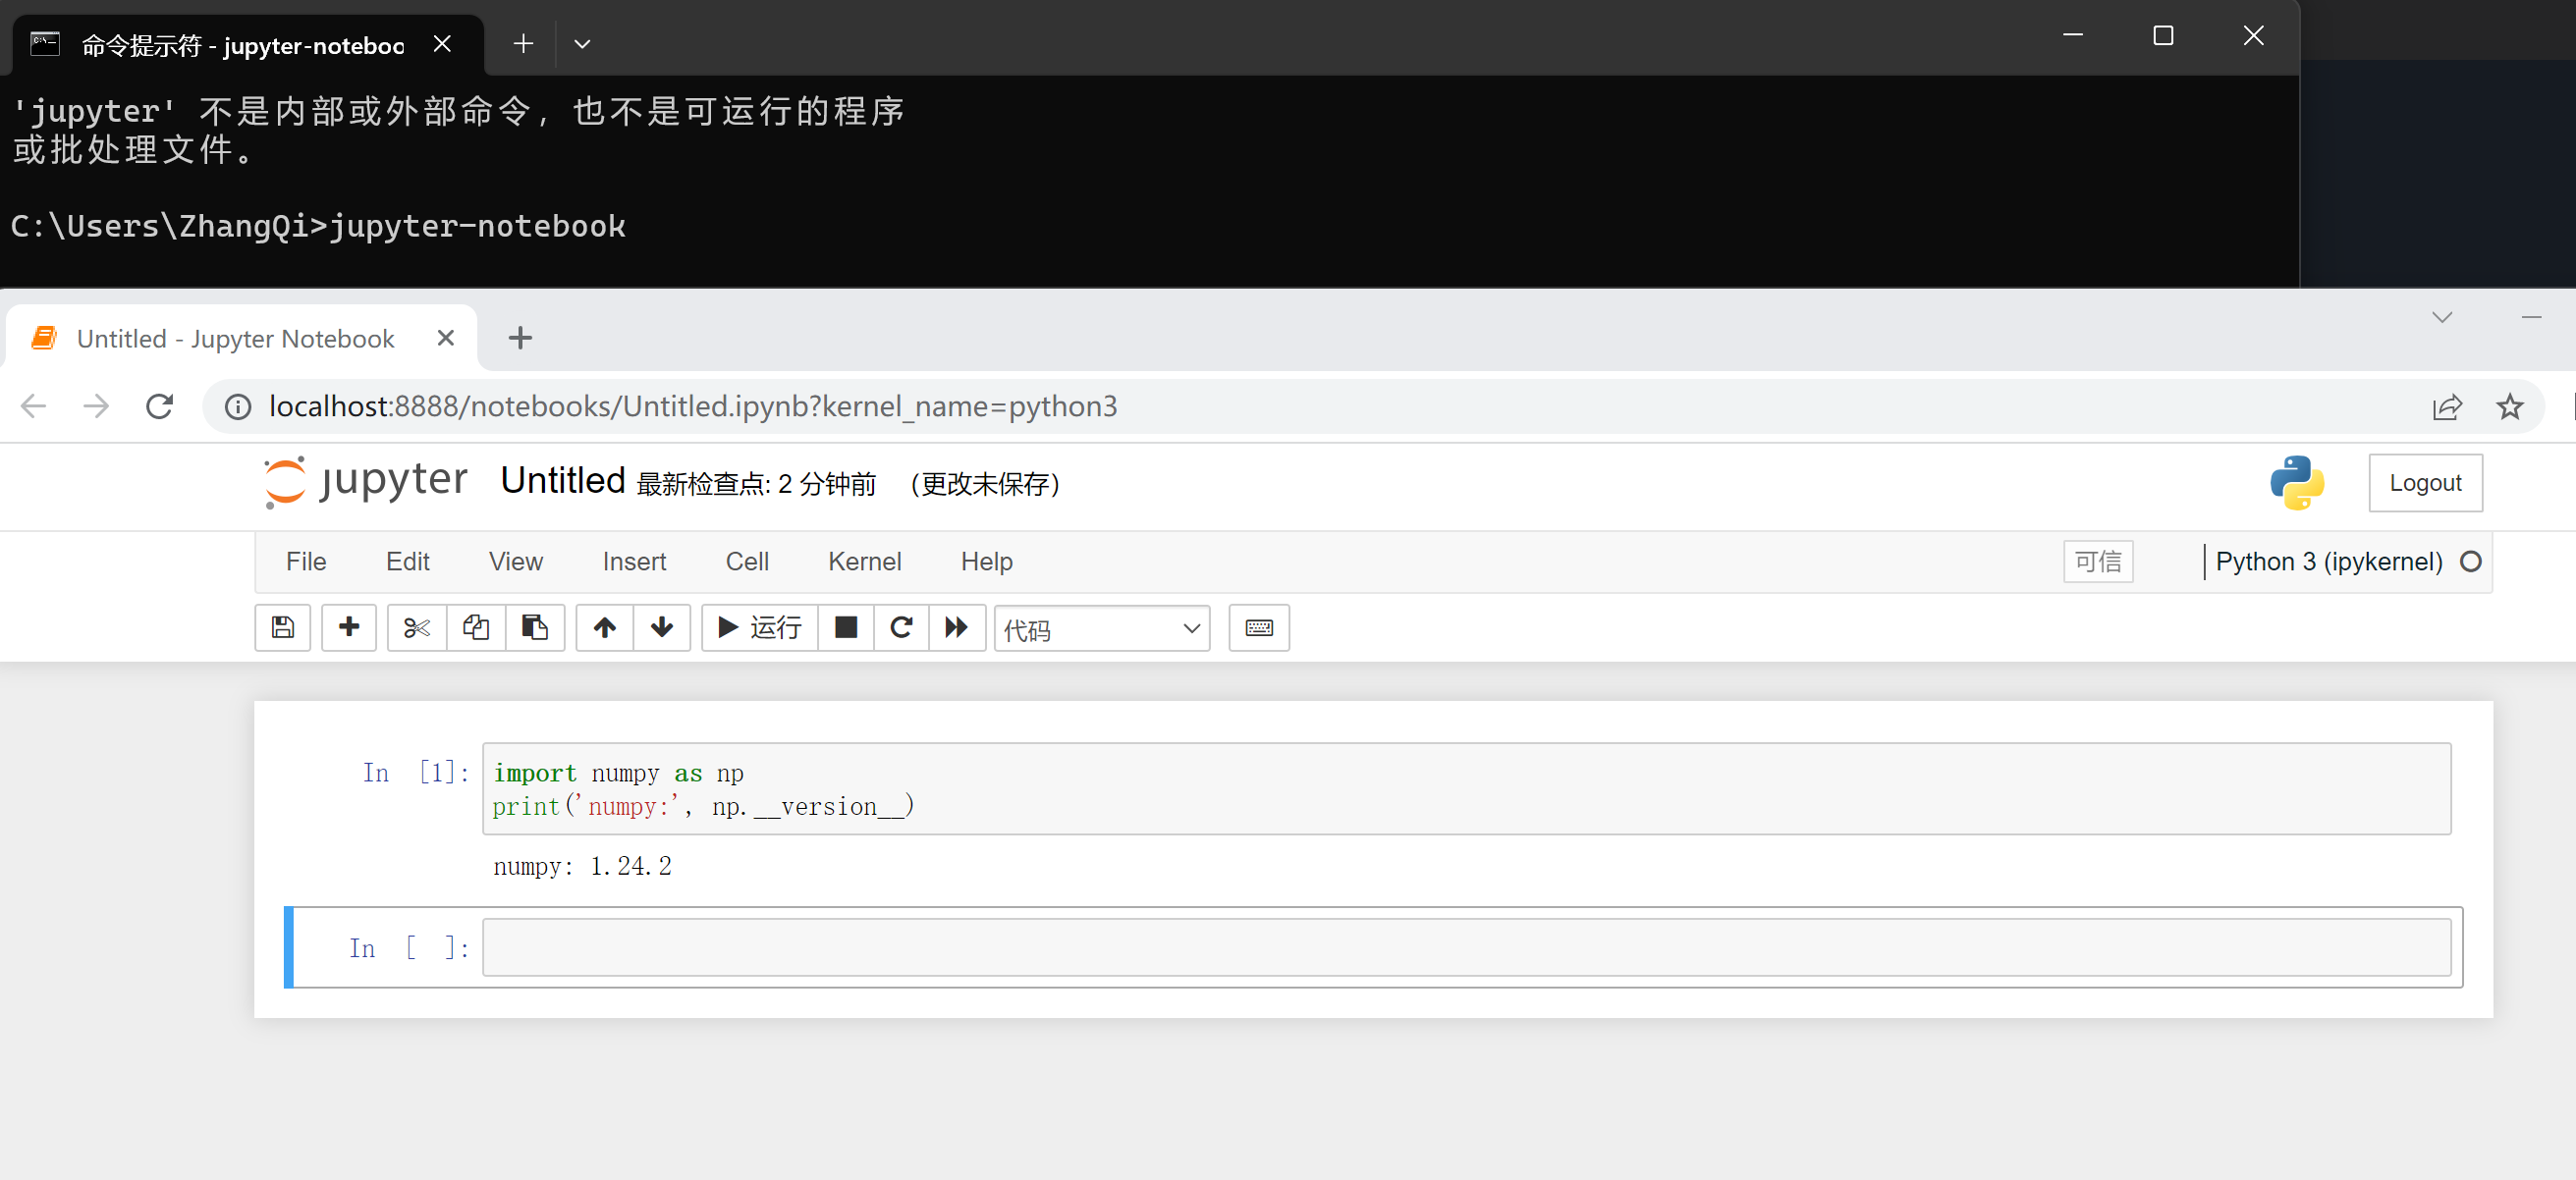 命令提示符 - jupyter-noteboo
'jupyter' 不是内部或外部命令，也不是可运行的程序
或批处理文件。
C:\Users\ZhangQi>jupyter-notebook
Untitled - Jupyter Notebook
localhost:8888/notebooks/Untitled.ipynb?kernel_name=python3
jupyter Untitled 最新检查点: 2 分钟前 （更改未保存） Logout
File Edit View Insert Cell Kernel Help 可信 Python 3 (ipykernel)
运行 代码
In [1]: import numpy as np
print('numpy:', np.__version__)
numpy: 1.24.2
In [ ]: